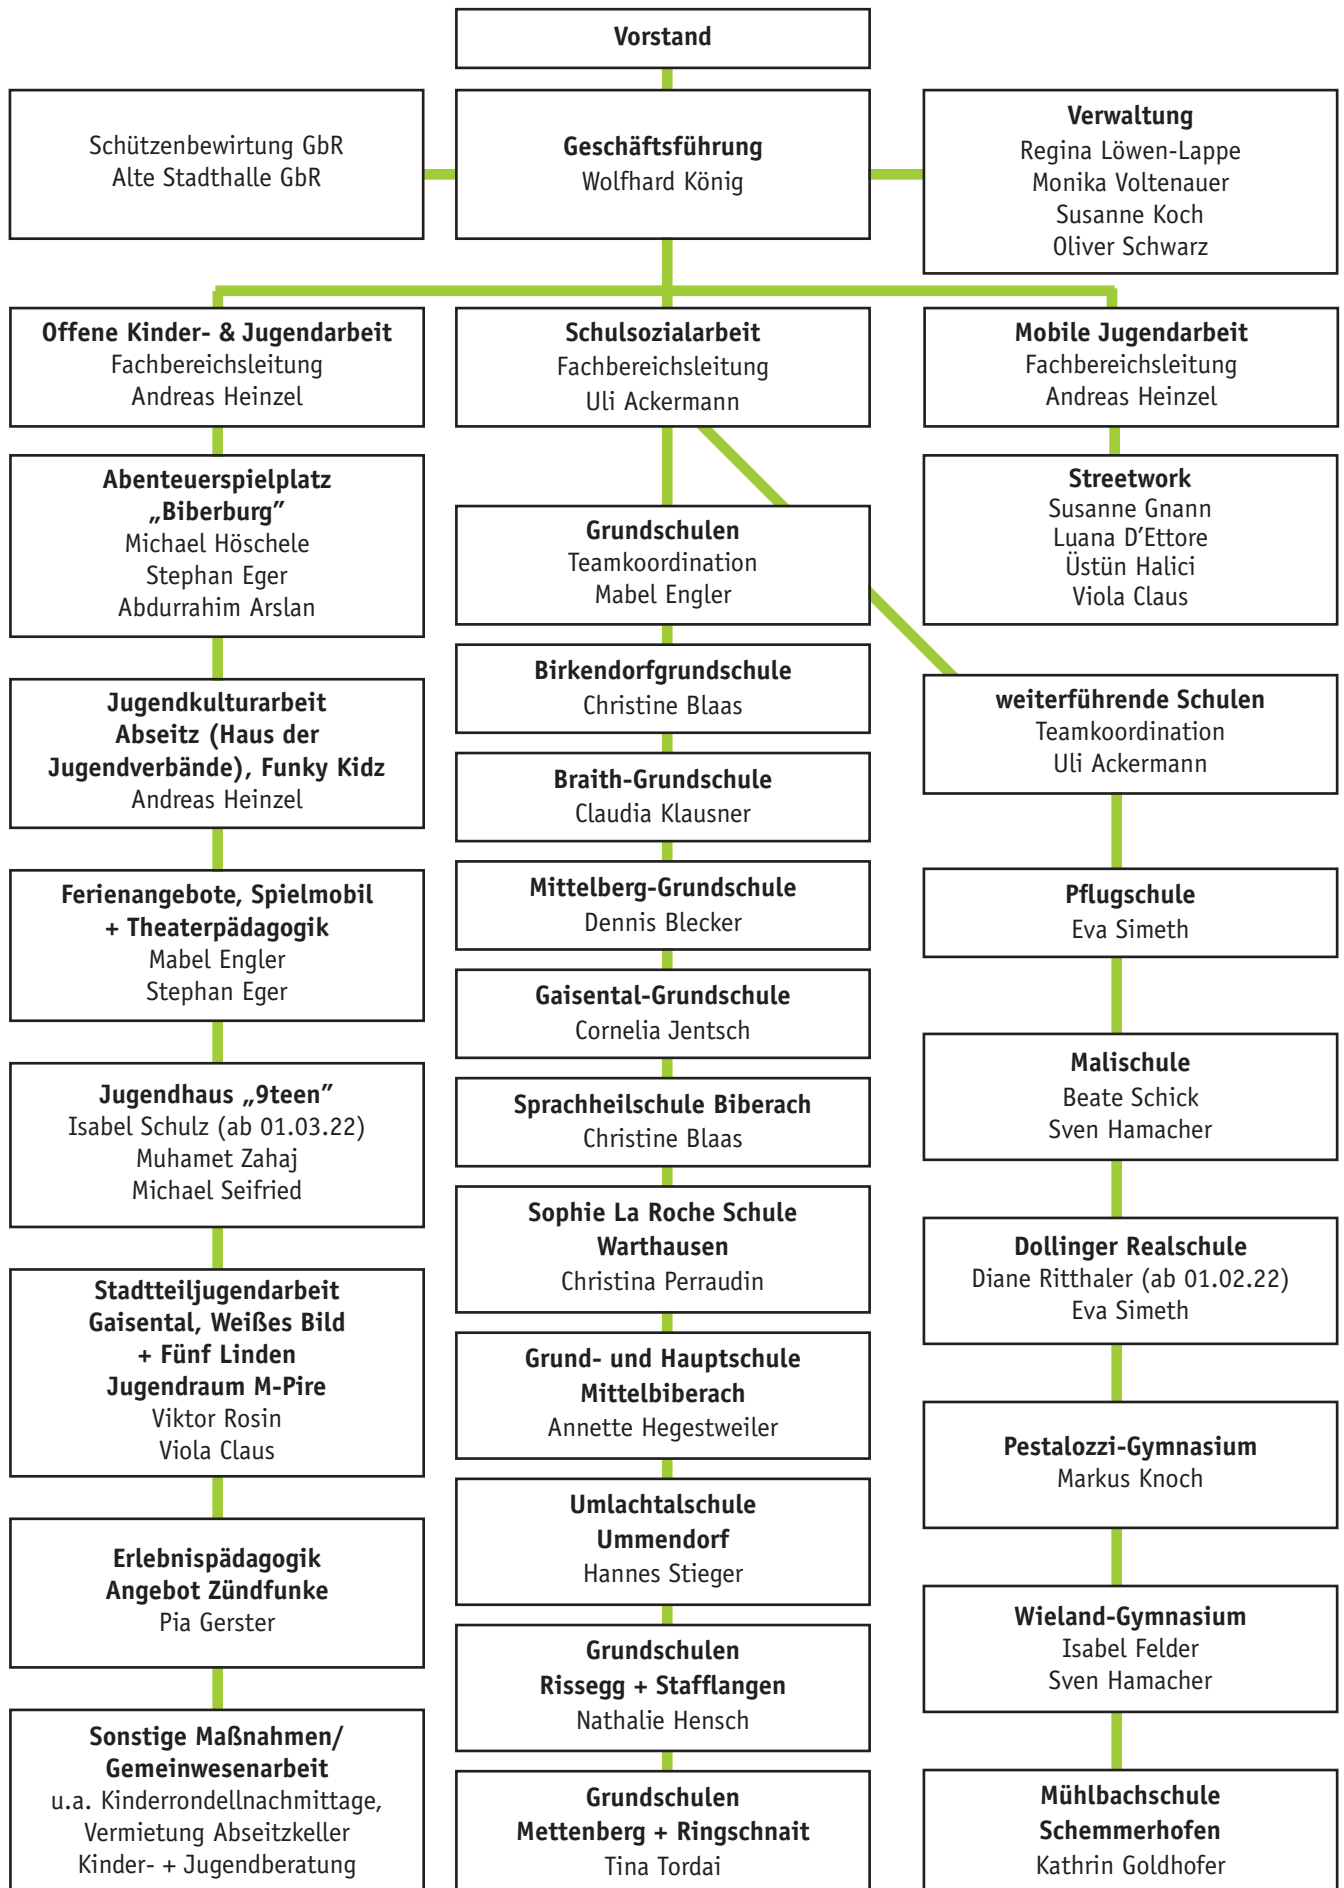 Vorstand
Schützenbewirtung GbR
Alte Stadthalle GbR
Geschäftsführung
Wolfhard König
Verwaltung
Regina Löwen-Lappe
Monika Voltenauer
Susanne Koch
Oliver Schwarz
Offene Kinder- & Jugendarbeit
Fachbereichsleitung
Andreas Heinzel
Schulsozialarbeit
Fachbereichsleitung
Uli Ackermann
Mobile Jugendarbeit
Fachbereichsleitung
Andreas Heinzel
Abenteuerspielplatz
„Biberburg”
Michael Höschele
Stephan Eger
Abdurrahim Arslan
Jugendkulturarbeit
Abseitz (Haus der
Jugendverbände), Funky Kidz
Andreas Heinzel
Ferienangebote, Spielmobil
+ Theaterpädagogik
Mabel Engler
Stephan Eger
Jugendhaus „9teen”
Isabel Schulz (ab 01.03.22)
Muhamet Zahaj
Michael Seifried
Stadtteiljugendarbeit
Gaisental, Weißes Bild
+ Fünf Linden
Jugendraum M-Pire
Viktor Rosin
Viola Claus
Erlebnispädagogik
Angebot Zündfunke
Pia Gerster
Sonstige Maßnahmen/
Gemeinwesenarbeit
u.a. Kinderrondellnachmittage,
Vermietung Abseitzkeller
Kinder- + Jugendberatung
Grundschulen
Teamkoordination
Mabel Engler
Birkendorfgrundschule
Christine Blaas
Braith-Grundschule
Claudia Klausner
Mittelberg-Grundschule
Dennis Blecker
Gaisental-Grundschule
Cornelia Jentsch
Sprachheilschule Biberach
Christine Blaas
Sophie La Roche Schule
Warthausen
Christina Perraudin
Grund- und Hauptschule
Mittelbiberach
Annette Hegestweiler
Umlachtalschule
Ummendorf
Hannes Stieger
Grundschulen
Rissegg + Stafflangen
Nathalie Hensch
Grundschulen
Mettenberg + Ringschnait
Tina Tordai
Streetwork
Susanne Gnann
Luana D’Ettore
Üstün Halici
Viola Claus
weiterführende Schulen
Teamkoordination
Uli Ackermann
Pflugschule
Eva Simeth
Malischule
Beate Schick
Sven Hamacher
Dollinger Realschule
Diane Ritthaler (ab 01.02.22)
Eva Simeth
Pestalozzi-Gymnasium
Markus Knoch
Wieland-Gymnasium
Isabel Felder
Sven Hamacher
Mühlbachschule
Schemmerhofen
Kathrin Goldhofer